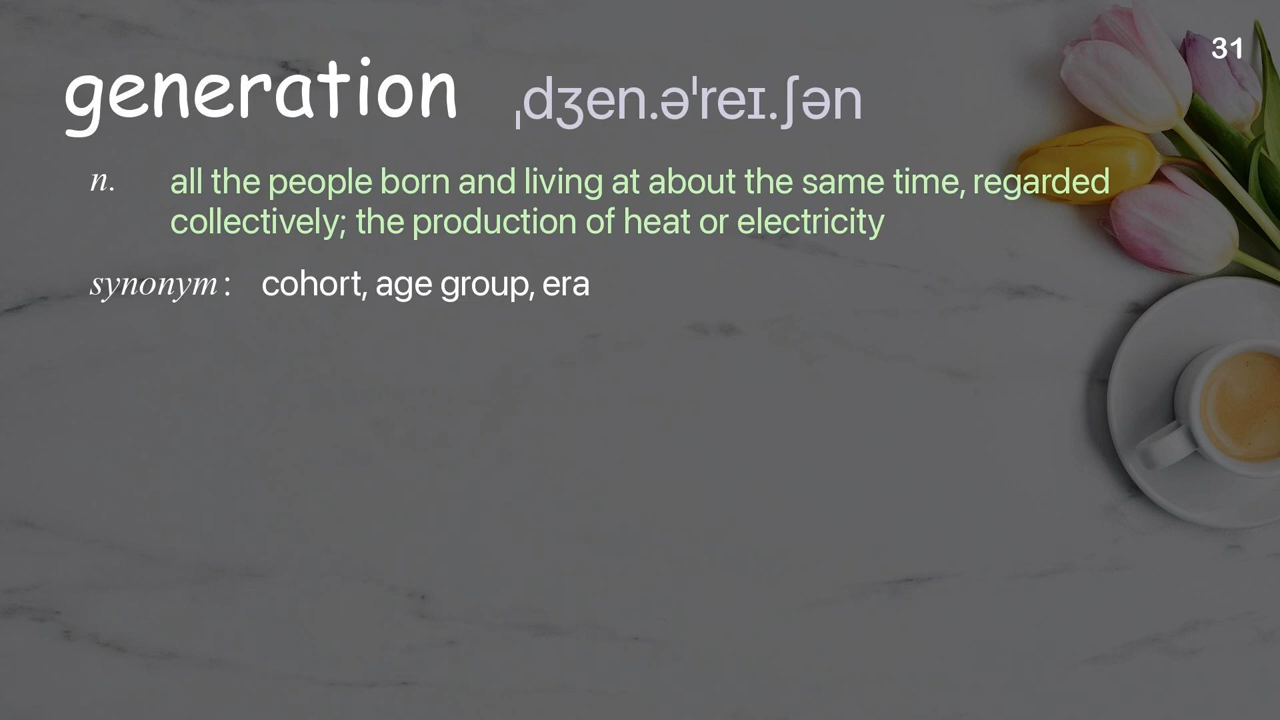 31
generation ˌdʒen.əˈreɪ.ʃən
n. all the people born and living at about the same time, regarded
collectively; the production of heat or electricity
synonym : cohort, age group, era